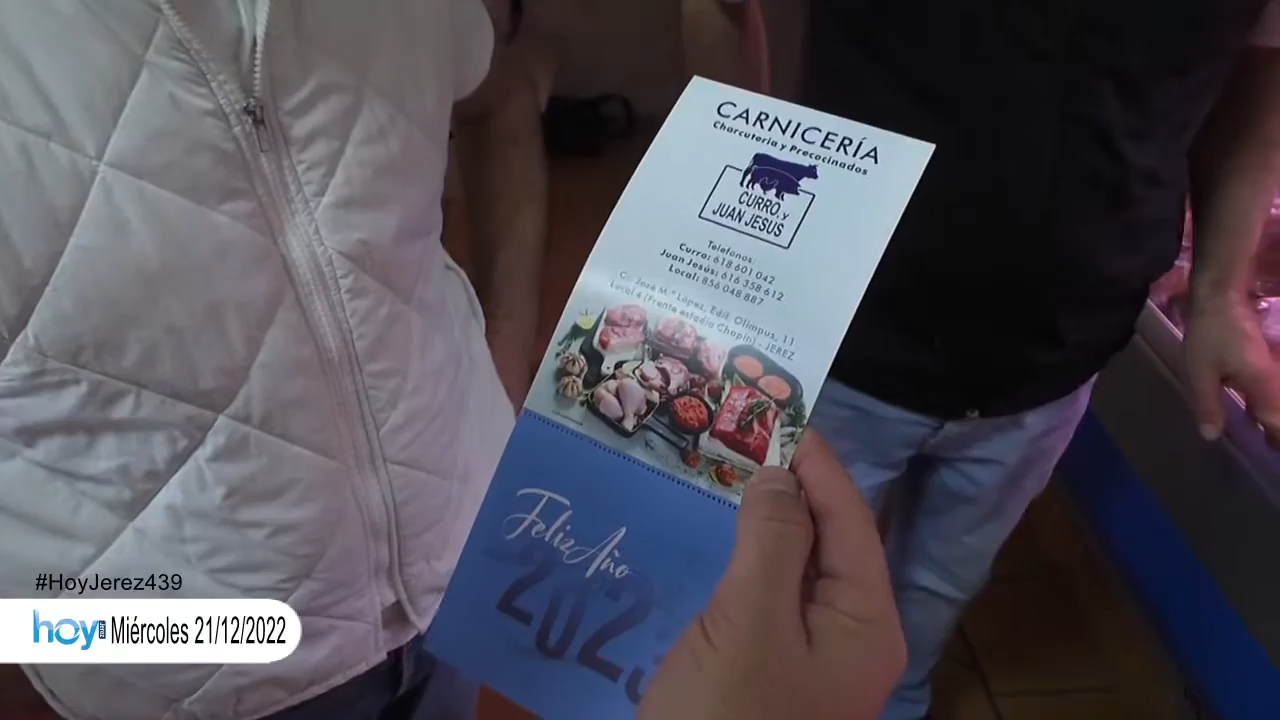 CARNICERÍA
Charcutería y Precocinados
CURRO y
JUAN JESÚS
Teléfonos:
Curro: 618 601 042
Juan Jesús: 616 358 612
Local: 856 048 887
C/. José M.ª López, Edif. Olimpus, 11
Local 4 (Frente estadio Chapín) - JEREZ
Feliz Año
2023
#HoyJerez439
hoy Miércoles 21/12/2022